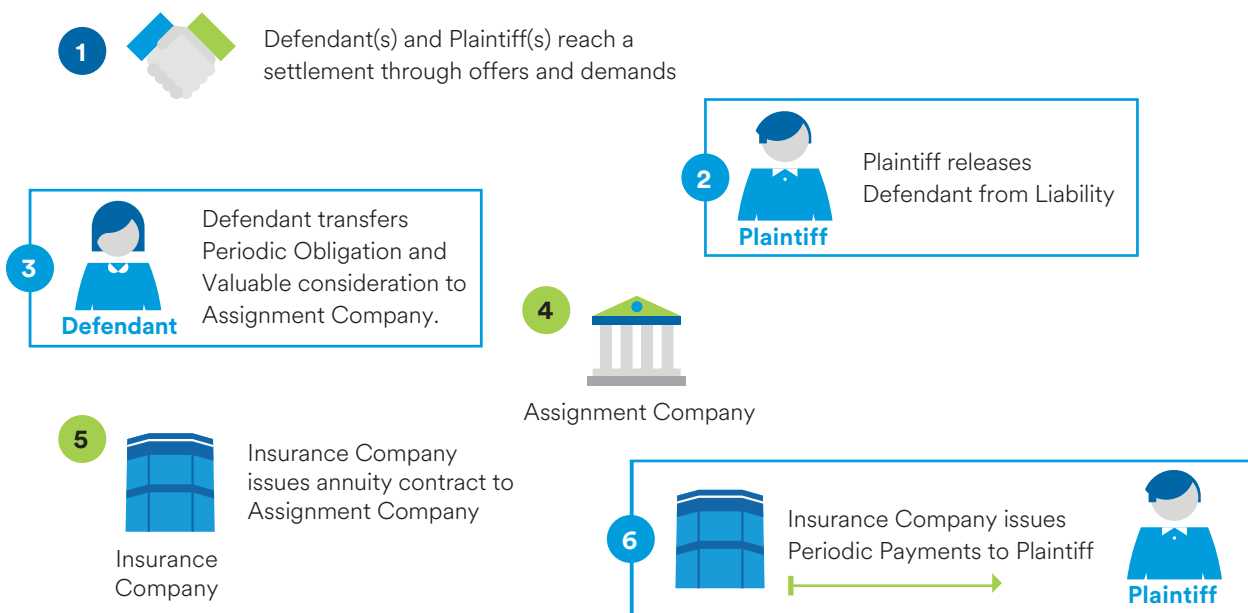 1
Defendant(s) and Plaintiff(s) reach a
settlement through offers and demands
2
Plaintiff
Plaintiff releases
Defendant from Liability
3
Defendant
Defendant transfers
Periodic Obligation and
Valuable consideration to
Assignment Company.
4
Assignment Company
5
Insurance
Company
Insurance Company
issues annuity contract to
Assignment Company
6
Insurance Company issues
Periodic Payments to Plaintiff
Plaintiff